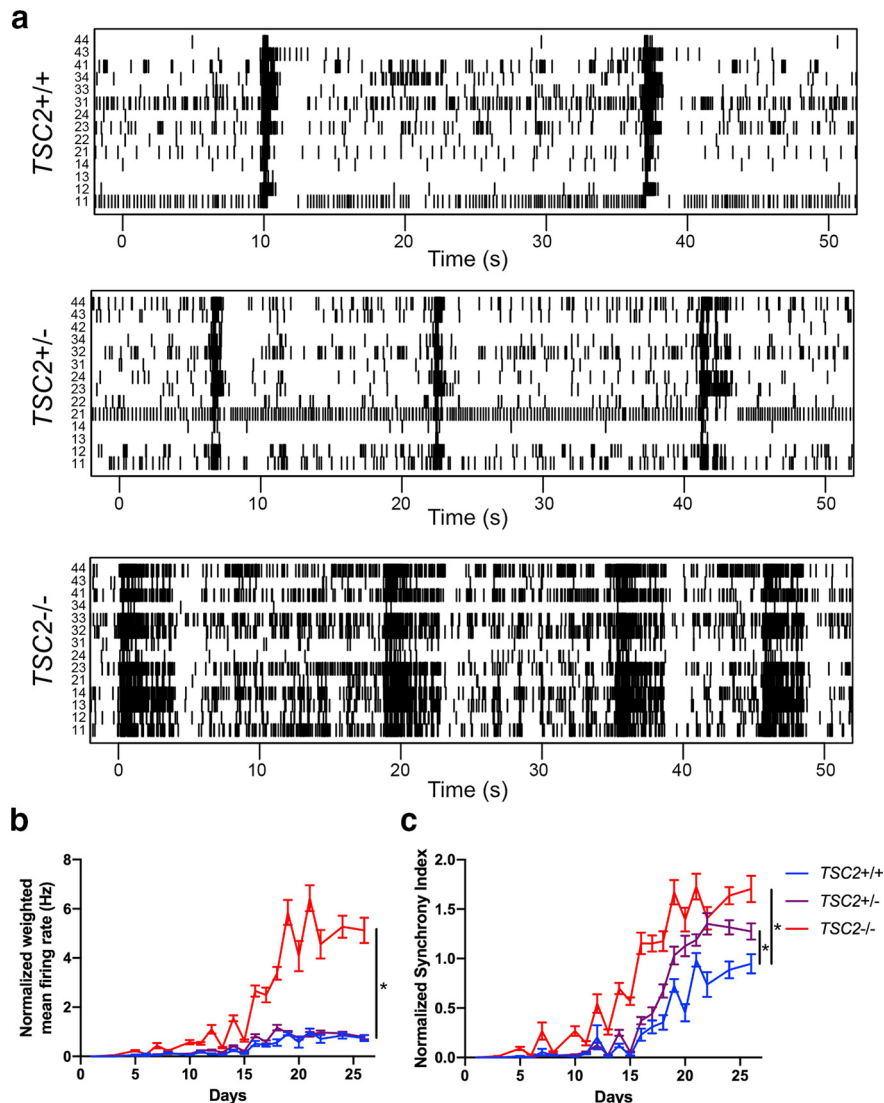 a
TSC2+/+
44
43
41
34
33
31
24
23
22
21
14
13
12
11
0 10 20 30 40 50
Time (s)
TSC2+/-
44
43
42
34
32
31
24
23
22
21
14
13
12
11
0 10 20 30 40 50
Time (s)
TSC2-/-
44
43
41
34
33
32
31
24
23
21
14
13
12
11
0 10 20 30 40 50
Time (s)
b
Normalized weighted
mean firing rate (Hz)
8
6
4
2
0
0 5 10 15 20 25
Days
*
c
Normalized Synchrony Index
2.0
1.5
1.0
0.5
0.0
0 5 10 15 20 25
Days
*
*
TSC2+/+
TSC2+/-
TSC2-/-